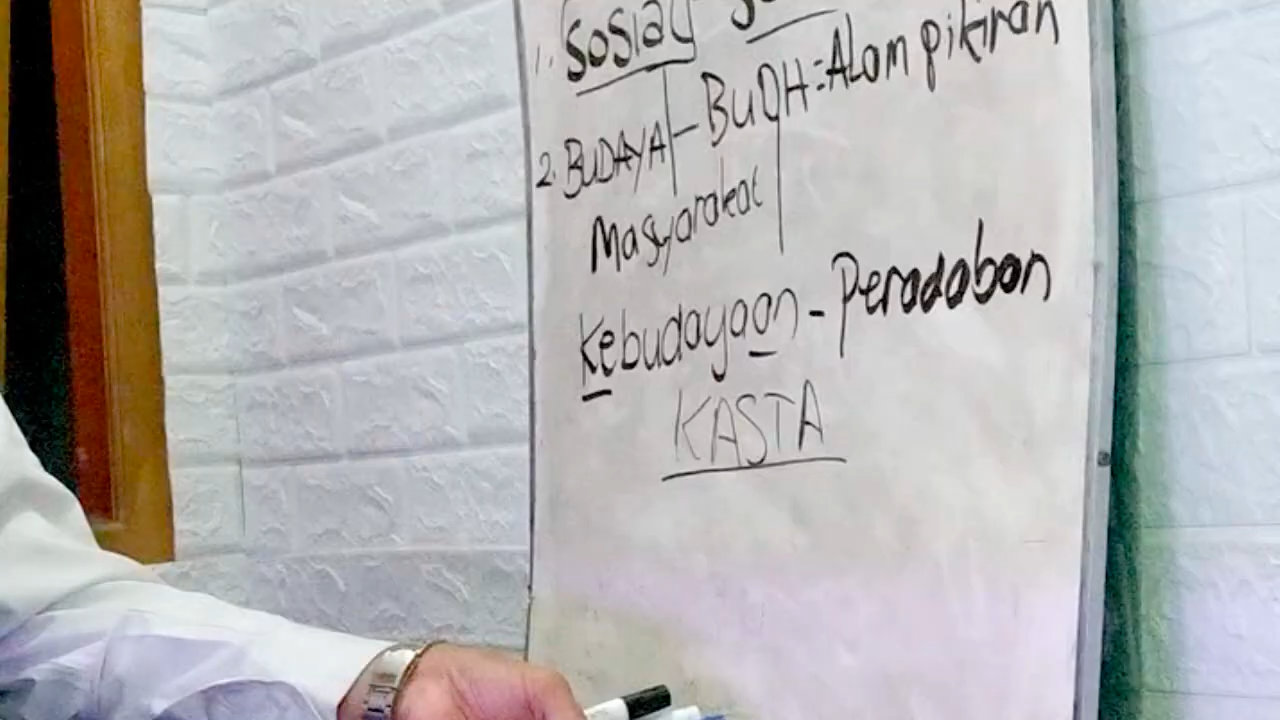 1. Sosial
2. BUDAYA - BUDH = ALam pikiran
Masyarakat
Kebudayaan - Peradaban
KASTA